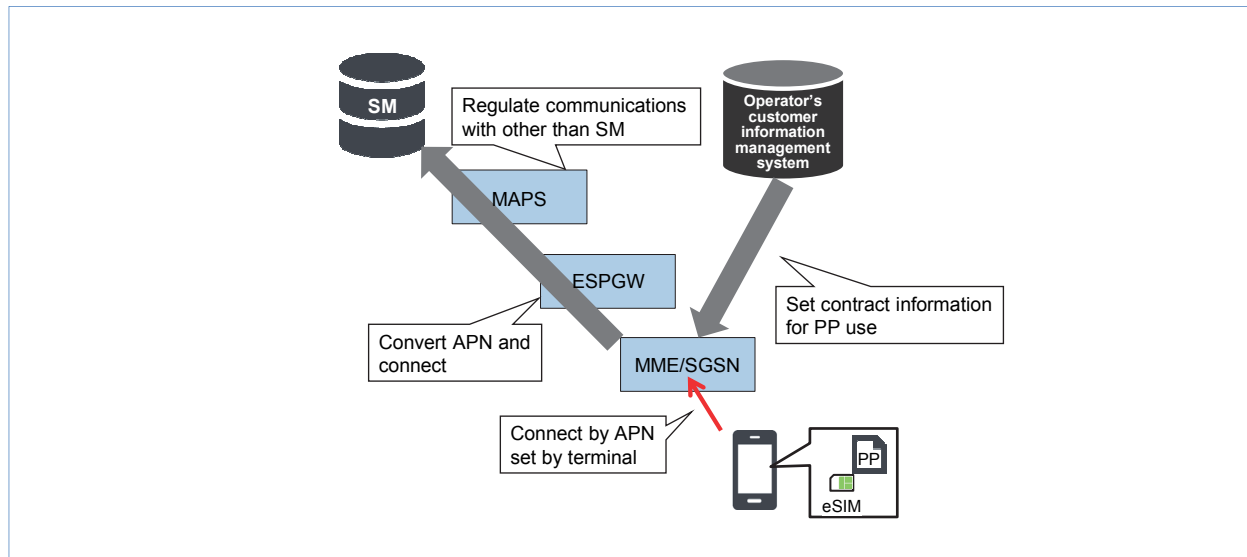 SM
Regulate communications
with other than SM
Operator's
customer
information
management
system
MAPS
ESPGW
Set contract information
for PP use
Convert APN and
connect
MME/SGSN
Connect by APN
set by terminal
PP
eSIM